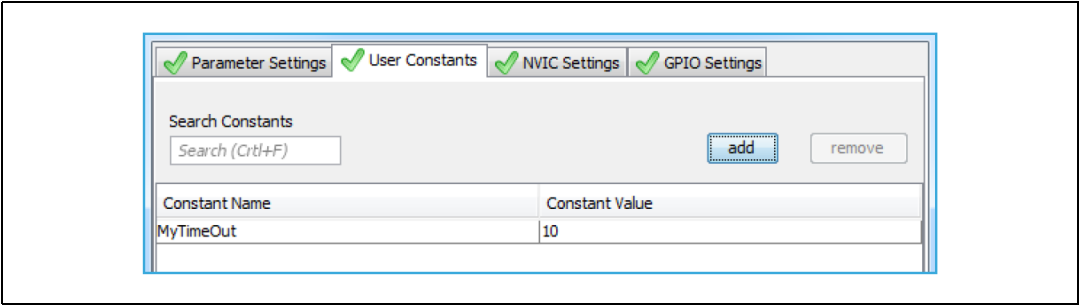 Parameter Settings User Constants NVIC Settings GPIO Settings
Search Constants
Search (Crtl+F) add remove
Constant Name Constant Value
MyTimeOut 10